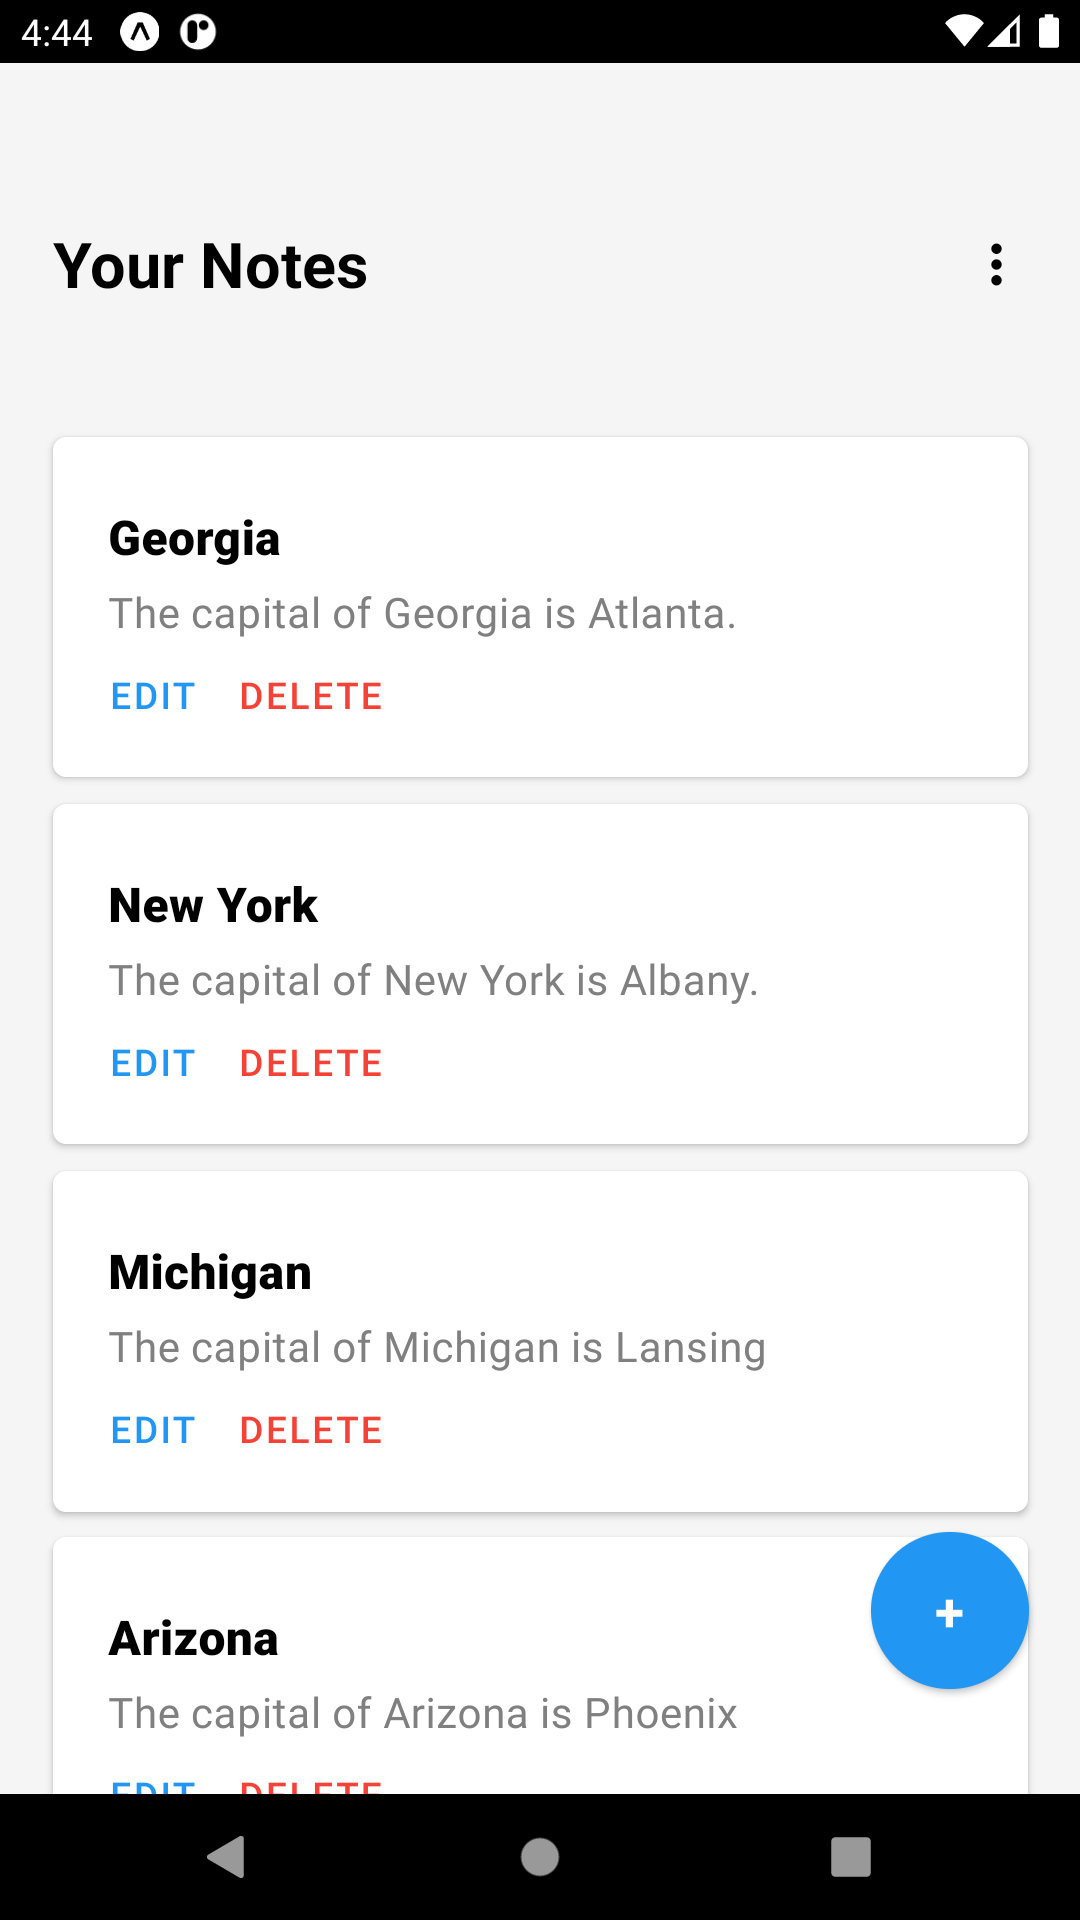 4:44
Your Notes
Georgia
The capital of Georgia is Atlanta.
EDIT DELETE
New York
The capital of New York is Albany.
EDIT DELETE
Michigan
The capital of Michigan is Lansing
EDIT DELETE
+
Arizona
The capital of Arizona is Phoenix
EDIT DELETE